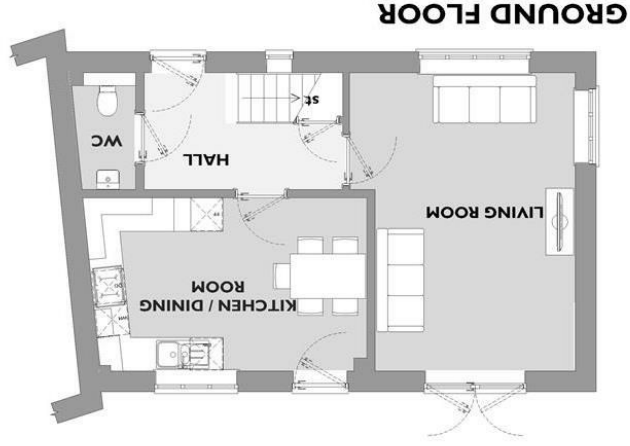 KITCHEN / DINING
ROOM
LIVING ROOM
HALL
WC
st
GROUND FLOOR